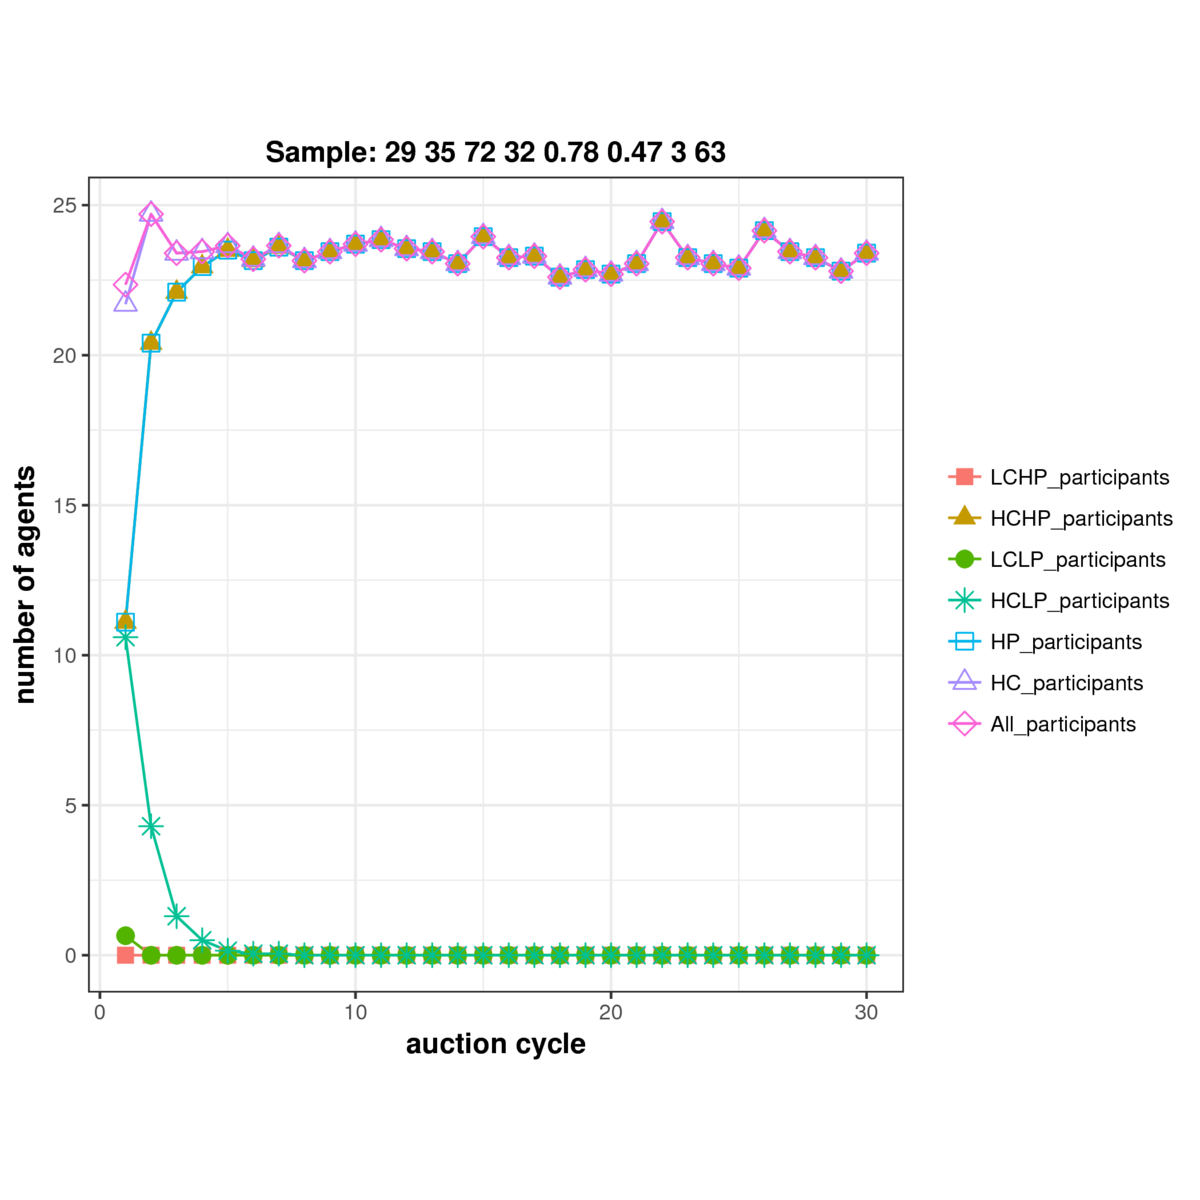 Sample: 29 35 72 32 0.78 0.47 3 63
25
20
15
10
5
0
number of agents
0 10 20 30
auction cycle
LCHP_participants
HCHP_participants
LCLP_participants
HCLP_participants
HP_participants
HC_participants
All_participants